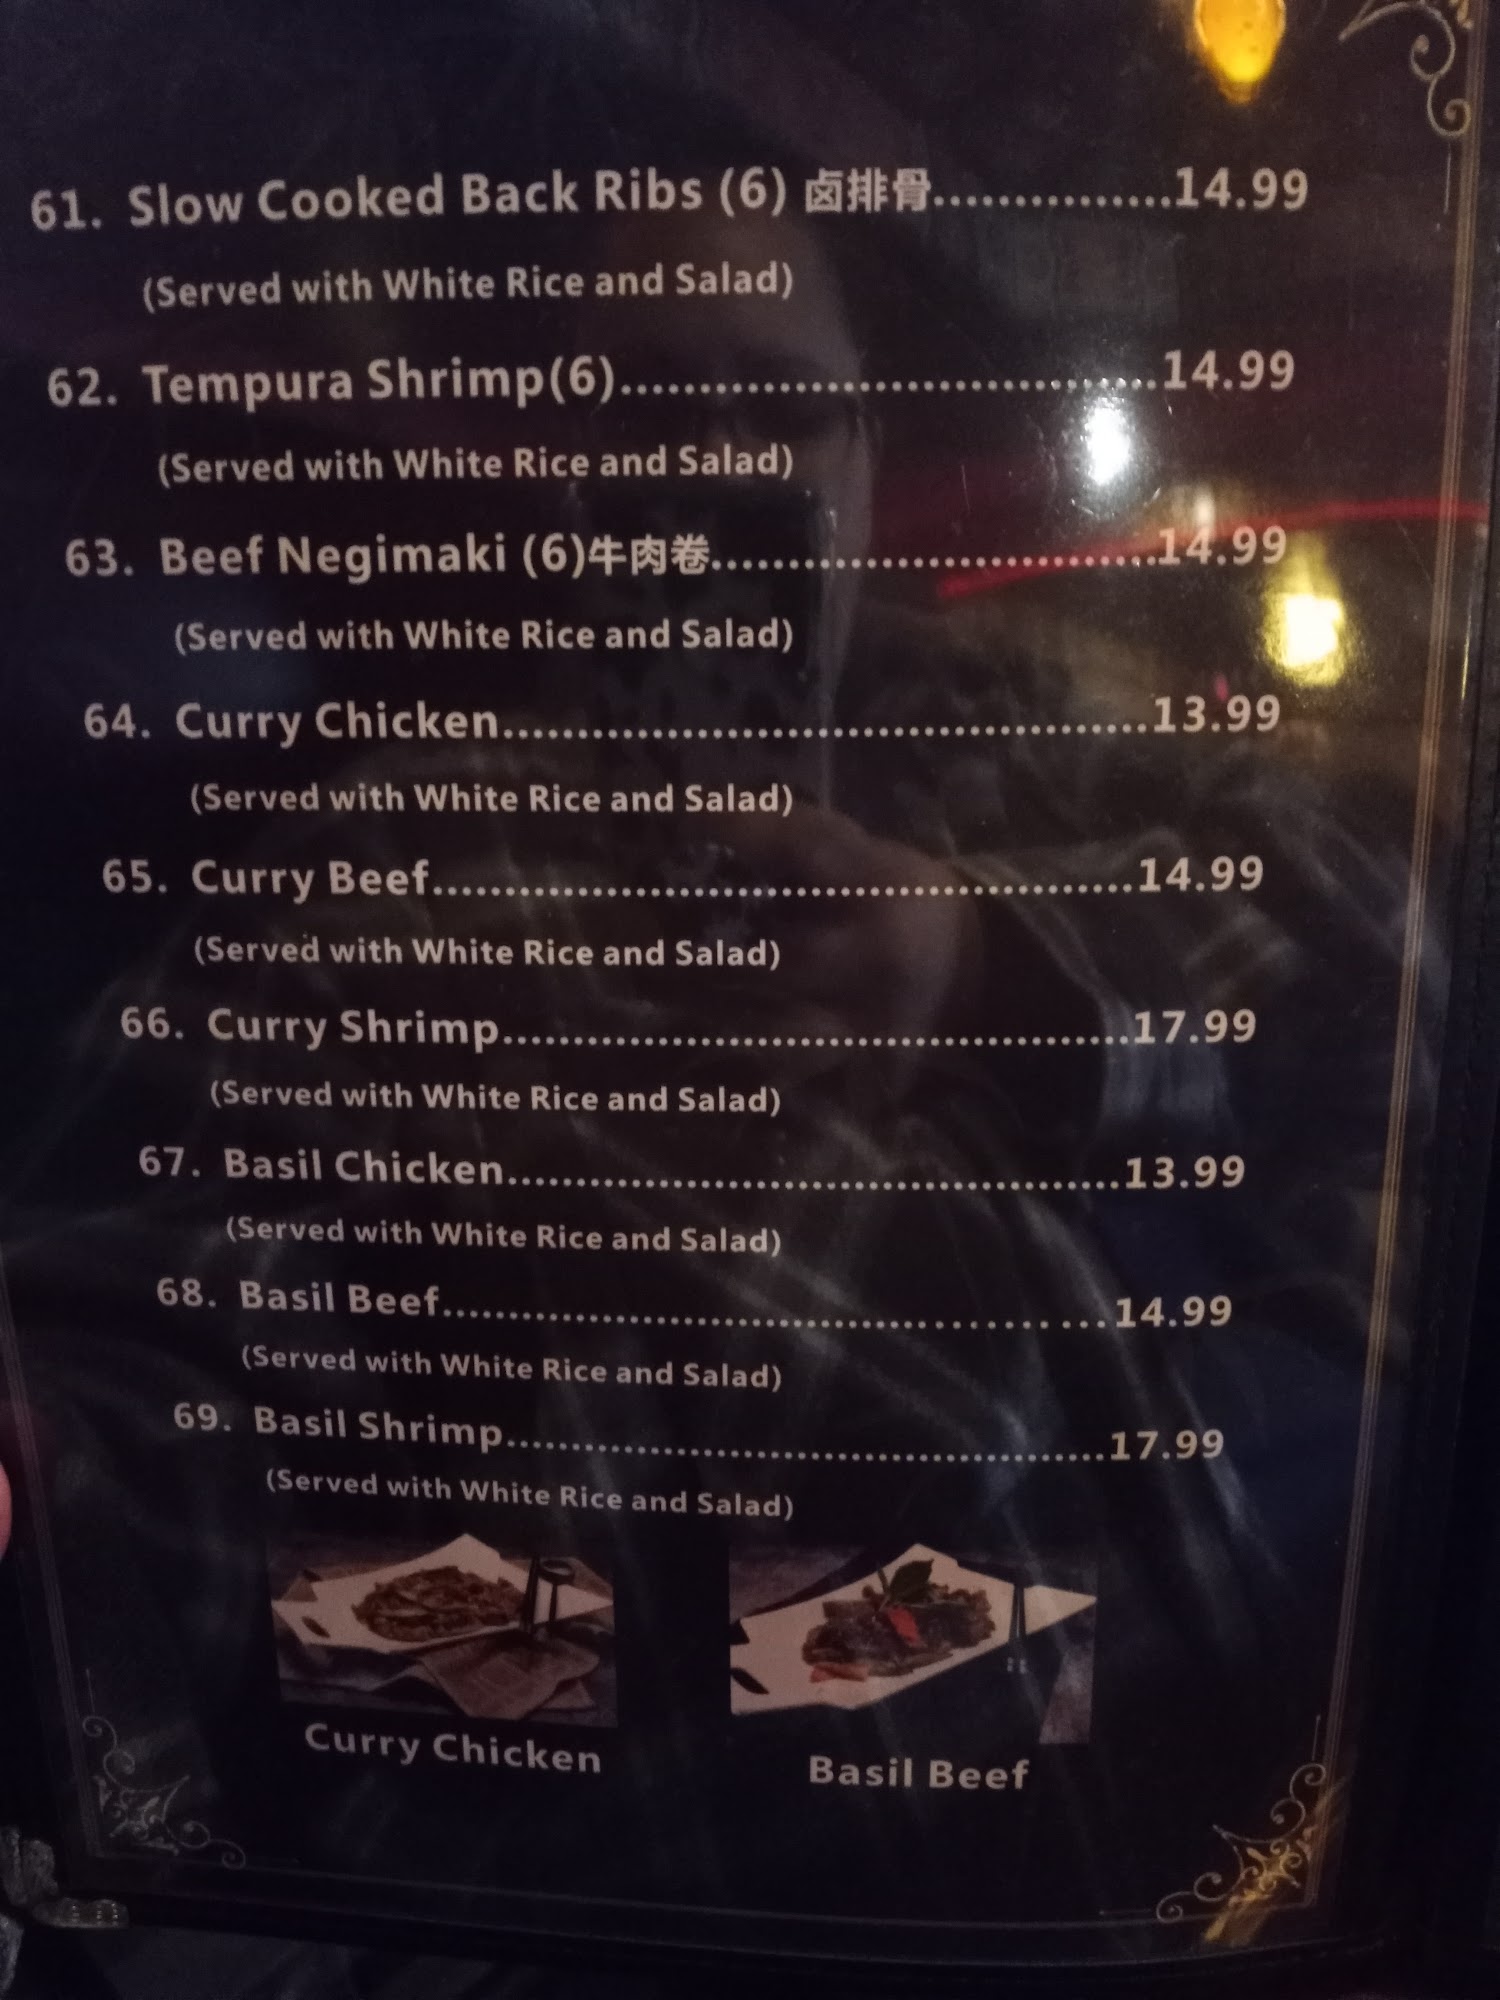 61. Slow Cooked Back Ribs (6) 卤排骨...............14.99
(Served with White Rice and Salad)
62. Tempura Shrimp(6)..................................14.99
(Served with White Rice and Salad)
63. Beef Negimaki (6)牛肉卷.............................14.99
(Served with White Rice and Salad)
64. Curry Chicken..........................................13.99
(Served with White Rice and Salad)
65. Curry Beef...............................................14.99
(Served with White Rice and Salad)
66. Curry Shrimp...........................................17.99
(Served with White Rice and Salad)
67. Basil Chicken...........................................13.99
(Served with White Rice and Salad)
68. Basil Beef................................................14.99
(Served with White Rice and Salad)
69. Basil Shrimp............................................17.99
(Served with White Rice and Salad)
Curry Chicken
Basil Beef